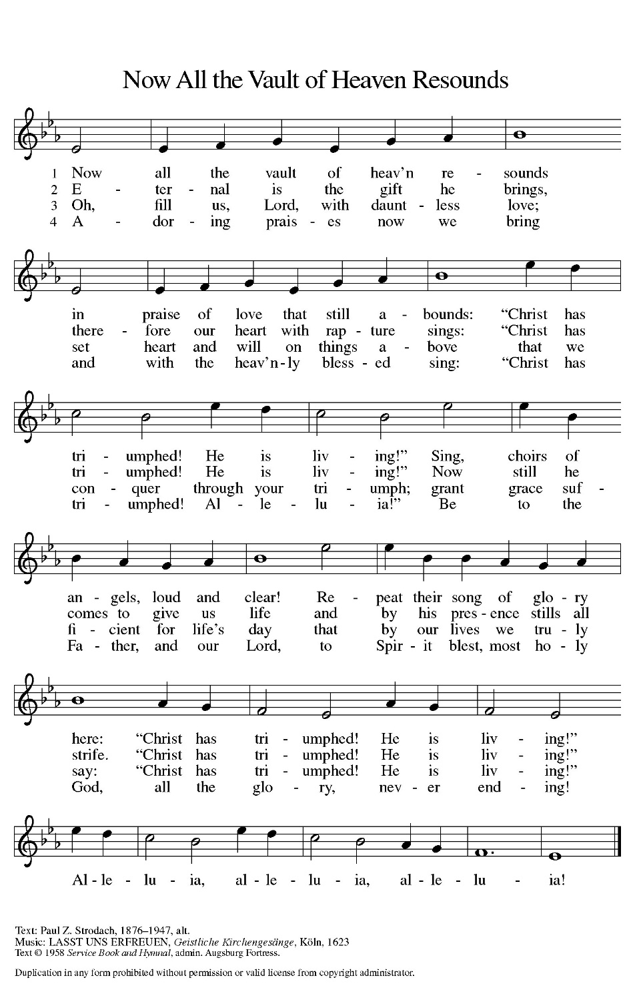 Now All the Vault of Heaven Resounds
1 Now all the vault of heav’n re - sounds
2 E - ter - nal is the gift he brings,
3 Oh, fill us, Lord, with daunt - less love;
4 A - dor - ing prais - es now we bring
in praise of love that still a - bounds: “Christ has
there - fore our heart with rap - ture sings: “Christ has
set heart and will on things a - bove that we
and with the heav’n - ly bless - ed sing: “Christ has
tri - umphed! He is liv - ing!” Sing, choirs of
tri - umphed! He is liv - ing!” Now still he
con - quer through your tri - umph; grant grace suf -
tri - umphed! Al - le - lu - ia!” Be to the
an - gels, loud and clear! Re - peat their song of glo - ry
comes to give us life and by his pres - ence stills all
fi - cient for life’s day that by our lives we tru - ly
Fa - ther, and our Lord, to Spir - it blest, most ho - ly
here: “Christ has tri - umphed! He is liv - ing!”
strife. “Christ has tri - umphed! He is liv - ing!”
say: “Christ has tri - umphed! He is liv - ing!”
God, all the glo - ry, nev - er end - ing!
Al - le - lu - ia, al - le - lu - ia, al - le - lu - ia!
Text: Paul Z. Strodach, 1876–1947, alt.
Music: LASST UNS ERFREUEN, Geistliche Kirchengesänge, Köln, 1623
Text © 1958 Service Book and Hymnal, admin. Augsburg Fortress.
Duplication in any form prohibited without permission or valid license from copyright administrator.